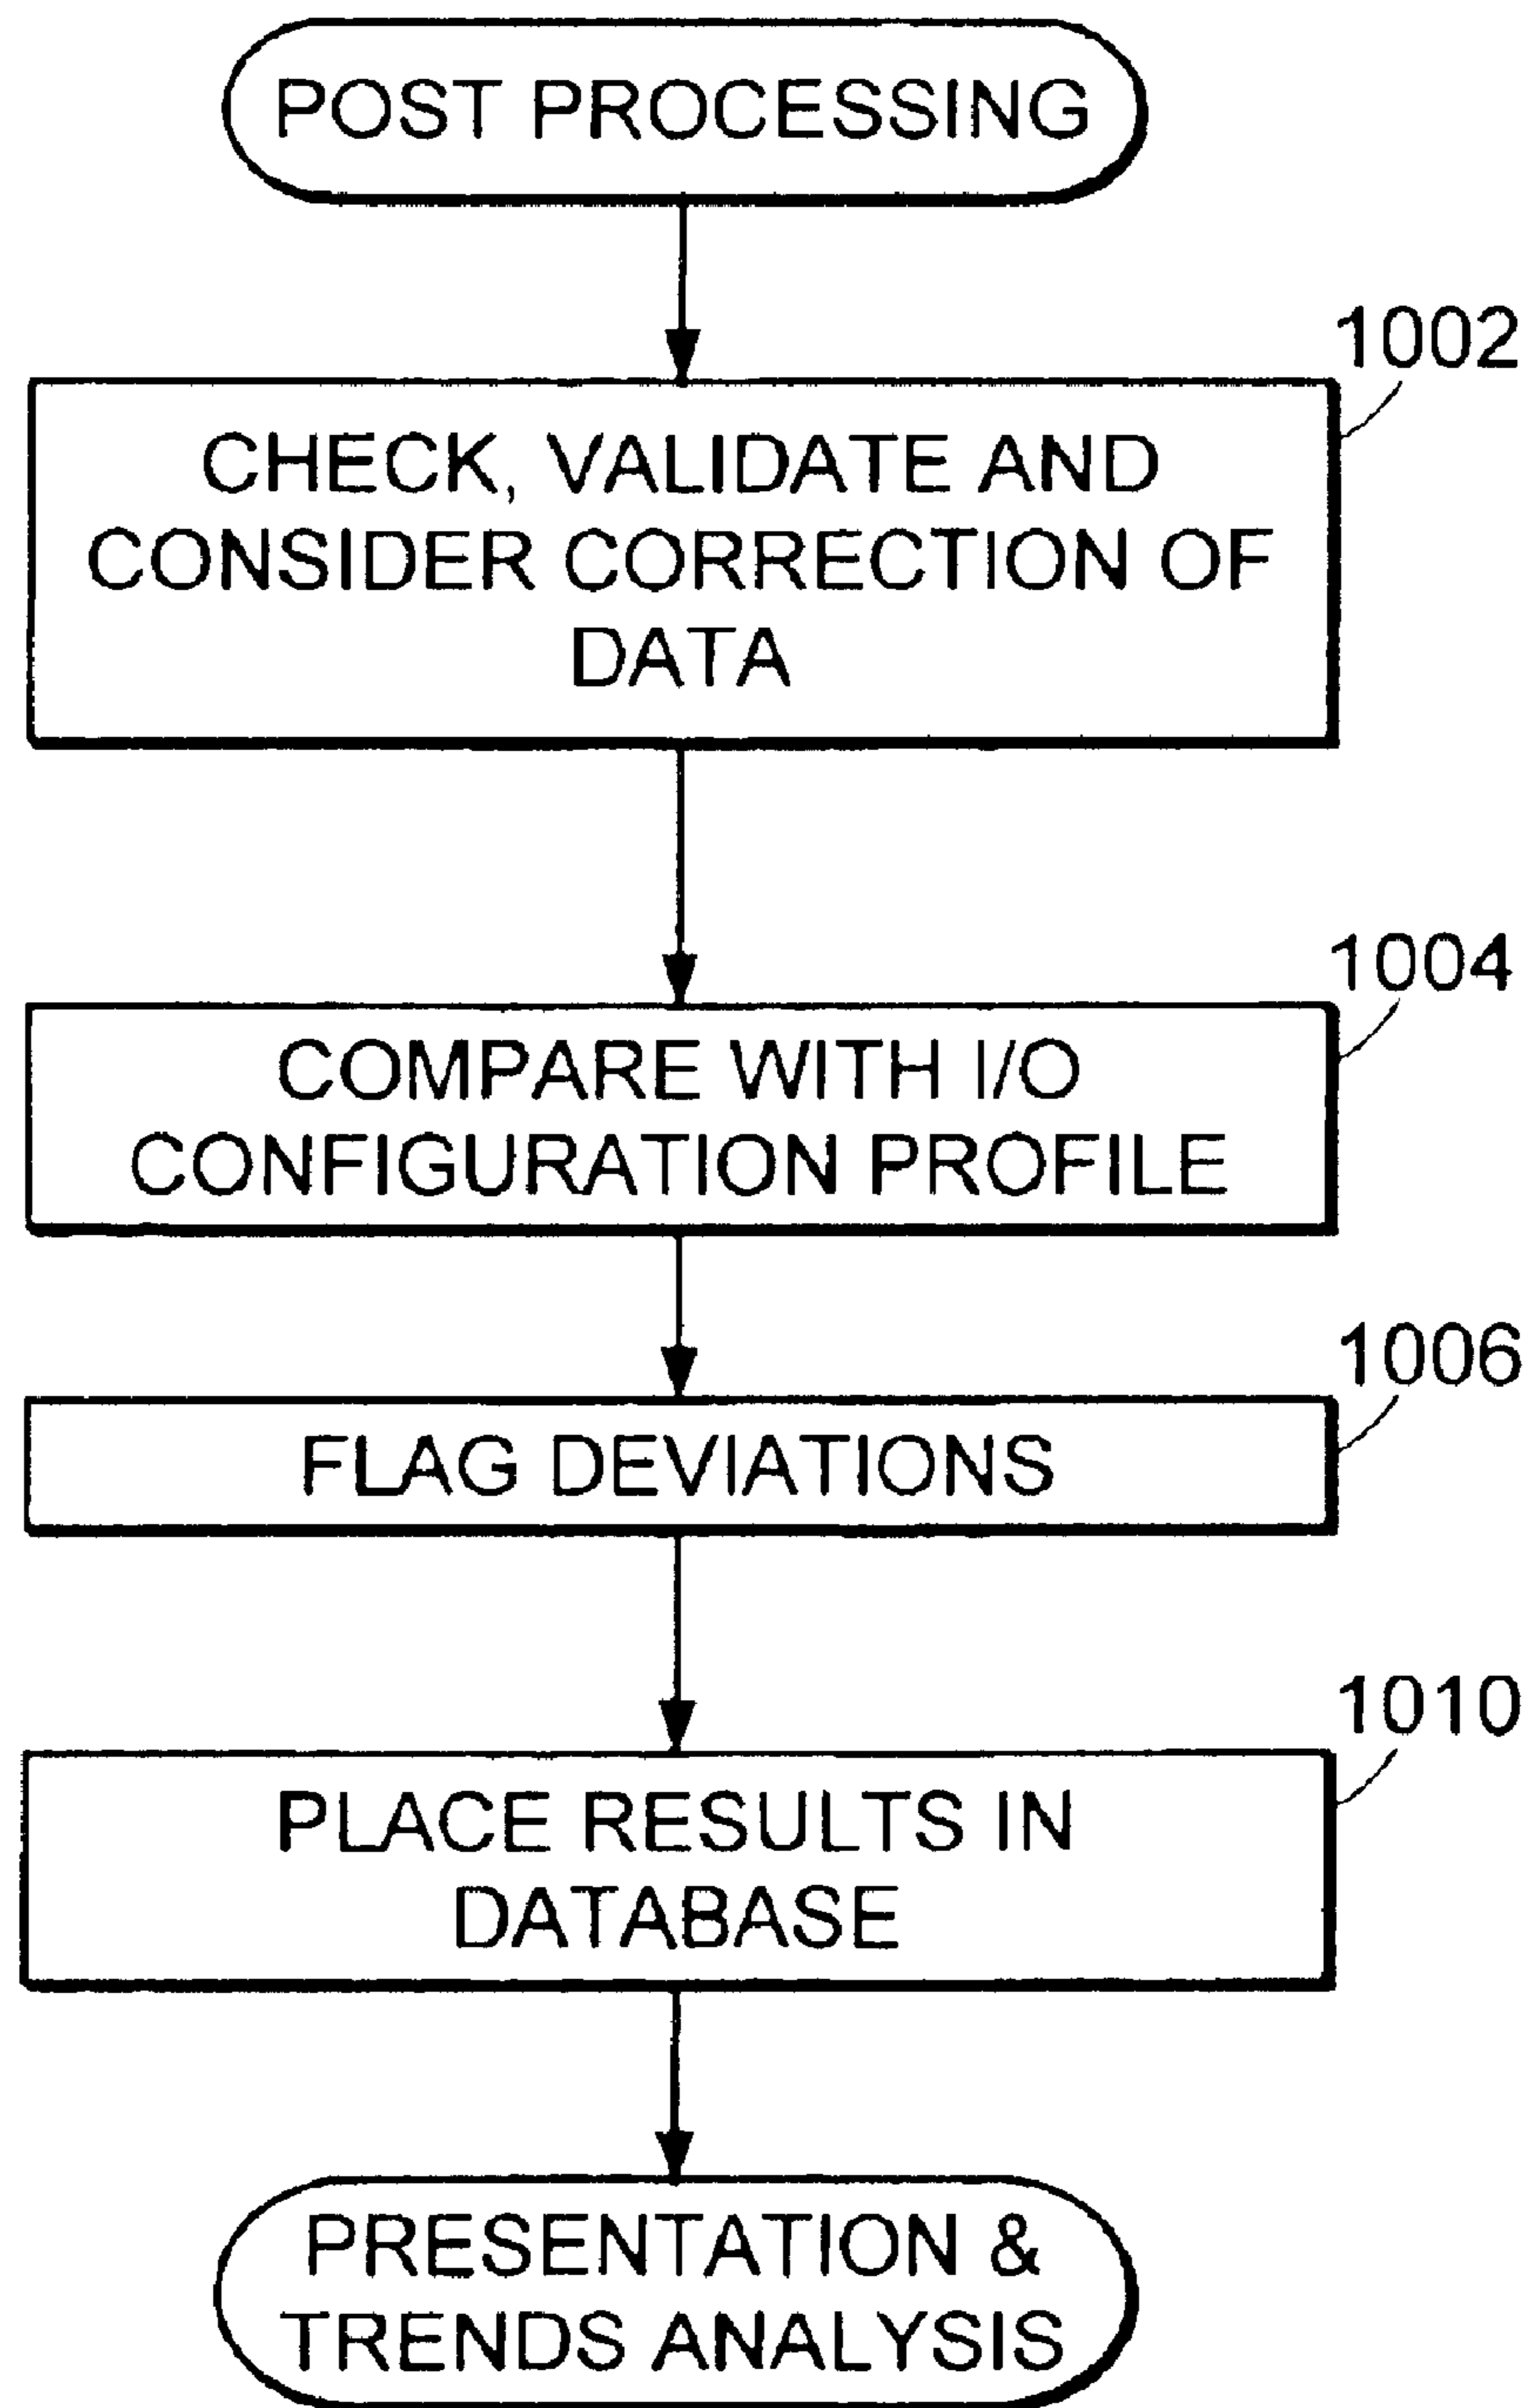 POST PROCESSING
1002
CHECK, VALIDATE AND
CONSIDER CORRECTION OF
DATA
1004
COMPARE WITH I/O
CONFIGURATION PROFILE
1006
FLAG DEVIATIONS
1010
PLACE RESULTS IN
DATABASE
PRESENTATION &
TRENDS ANALYSIS